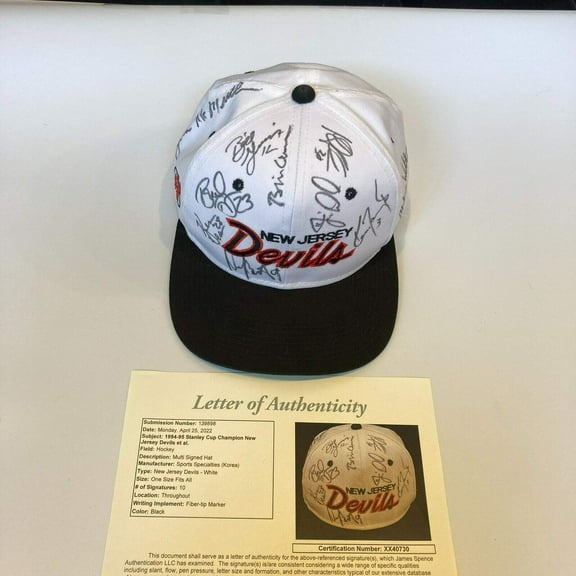 NEW JERSEY
Devils
Letter of Authenticity
Submission Number: 139898
Date: Monday, April 25, 2022
Subject: 1994-95 Stanley Cup Champion New
Jersey Devils et al.
Field: Hockey
Description: Multi Signed Hat
Manufacturer: Sports Specialties (Korea)
Type: New Jersey Devils - White
Size: One Size Fits All
# of Signatures: 10
Location: Throughout
Writing Implement: Fiber-tip Marker
Color: Black
NEW JERSEY
Devils
Certification Number: XX40730
This document shall serve as a letter of authenticity for the above-referenced signature(s), which James Spence
Authentication LLC has examined. The signature(s)is/are consistent considering a wide range of specific qualities
including slant, flow, pen pressure, letter size and formation, and other characteristics typical of our extensive database